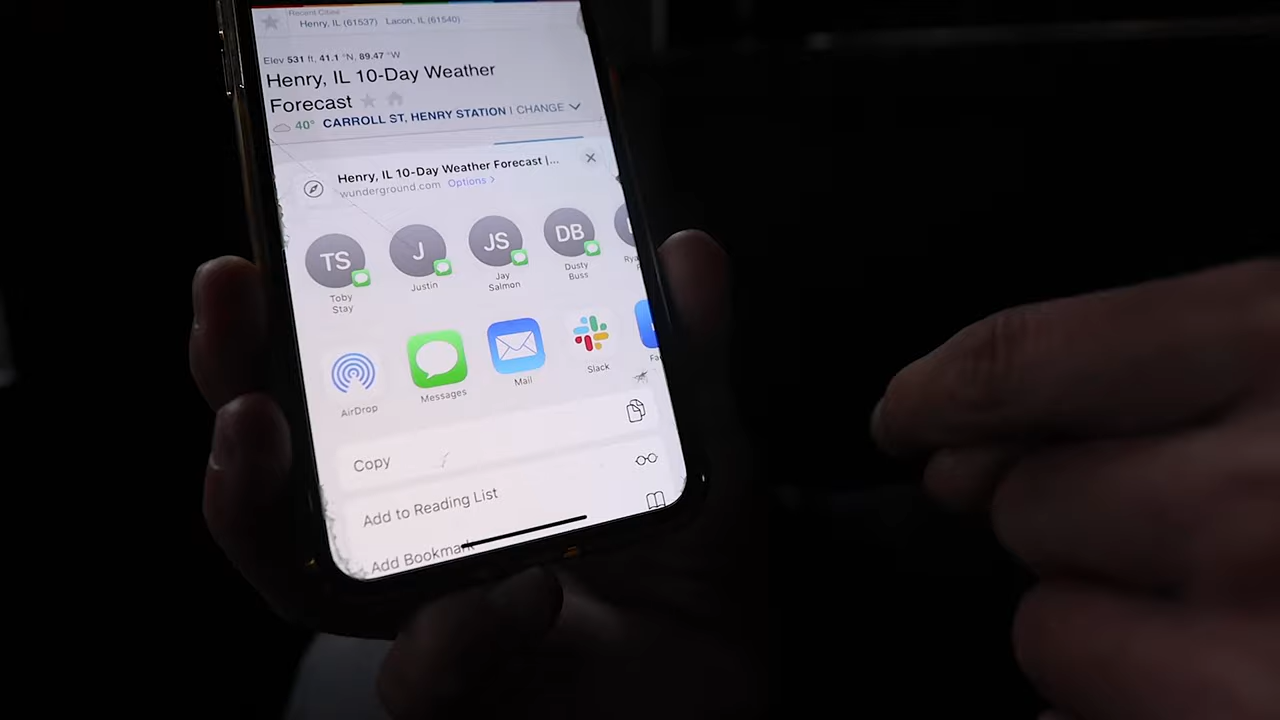 Recent Cities
Henry, IL (61537) Lacon, IL (61540)
Elev 531 ft, 41.1 °N, 89.47 °W
Henry, IL 10-Day Weather
Forecast
40° CARROLL ST, HENRY STATION | CHANGE
Henry, IL 10-Day Weather Forecast |...
wunderground.com Options >
TS J JS DB
Toby
Stay
Justin
Jay
Salmon
Dusty
Buss
AirDrop
Messages
Mail
Slack
Copy
Add to Reading List
Add Bookmark